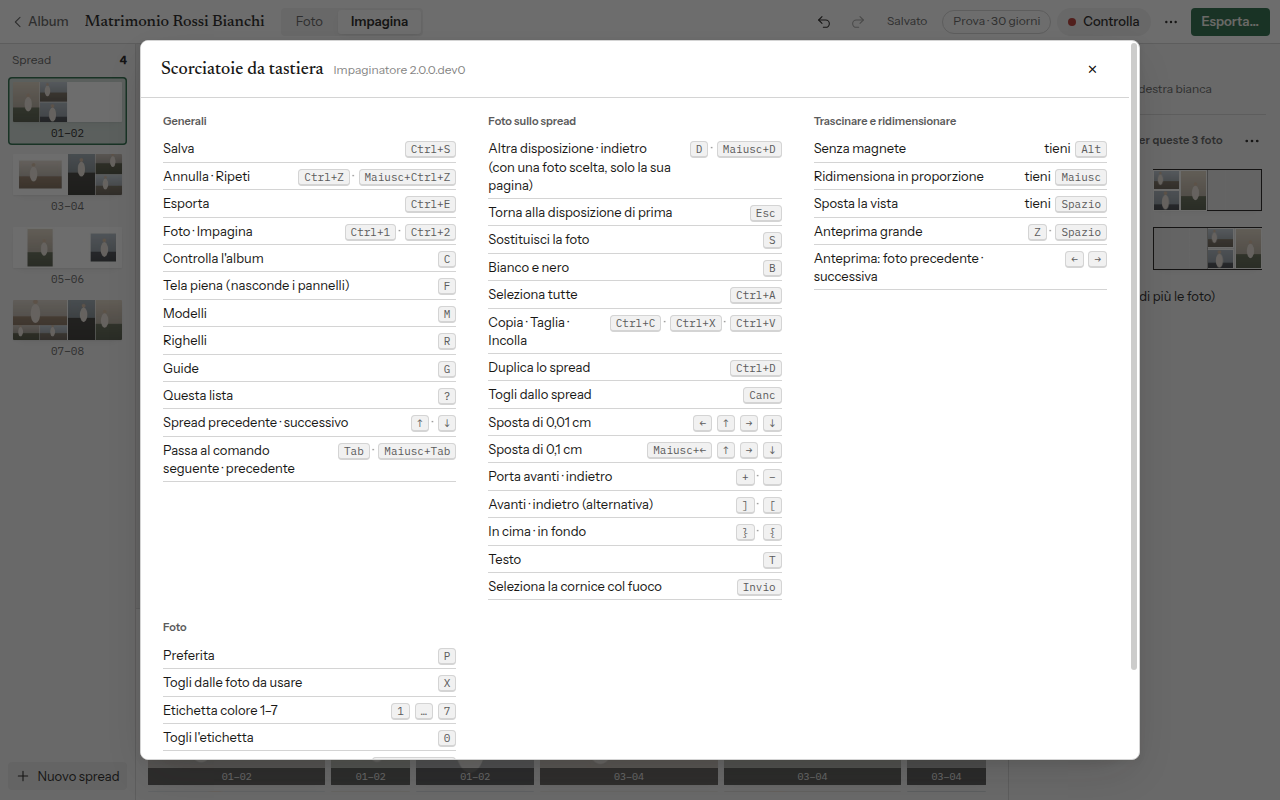 Album
Matrimonio Rossi Bianchi
Foto
Impagina
Salvato
Prova · 30 giorni
Controlla
Esporta...
Spread 4
01–02
03–04
05–06
07–08
Nuovo spread
Scorciatoie da tastiera
Impaginatore 2.0.0.dev0
×
Generali
Salva Ctrl+S
Annulla · Ripeti Ctrl+Z · Maiusc+Ctrl+Z
Esporta Ctrl+E
Foto · Impagina Ctrl+1 · Ctrl+2
Controlla l'album C
Tela piena (nasconde i pannelli) F
Modelli M
Righelli R
Guide G
Questa lista ?
Spread precedente · successivo ↑ · ↓
Passa al comando Tab · Maiusc+Tab
seguente · precedente
Foto sullo spread
Altra disposizione · indietro D · Maiusc+D
(con una foto scelta, solo la sua
pagina)
Torna alla disposizione di prima Esc
Sostituisci la foto S
Bianco e nero B
Seleziona tutte Ctrl+A
Copia · Taglia · Ctrl+C · Ctrl+X · Ctrl+V
Incolla
Duplica lo spread Ctrl+D
Togli dallo spread Canc
Sposta di 0,01 cm ← ↑ → ↓
Sposta di 0,1 cm Maiusc+← ↑ → ↓
Porta avanti · indietro + · −
Avanti · indietro (alternativa) ] · [
In cima · in fondo } · {
Testo T
Seleziona la cornice col fuoco Invio
Trascinare e ridimensionare
Senza magnete tieni Alt
Ridimensiona in proporzione tieni Maiusc
Sposta la vista tieni Spazio
Anteprima grande Z · Spazio
Anteprima: foto precedente · ← →
successiva
Foto
Preferita P
Togli dalle foto da usare X
Etichetta colore 1–7 1 … 7
Togli l'etichetta 0
destra bianca
er queste 3 foto
di più le foto)
01–02
01–02
01–02
03–04
03–04
03–04